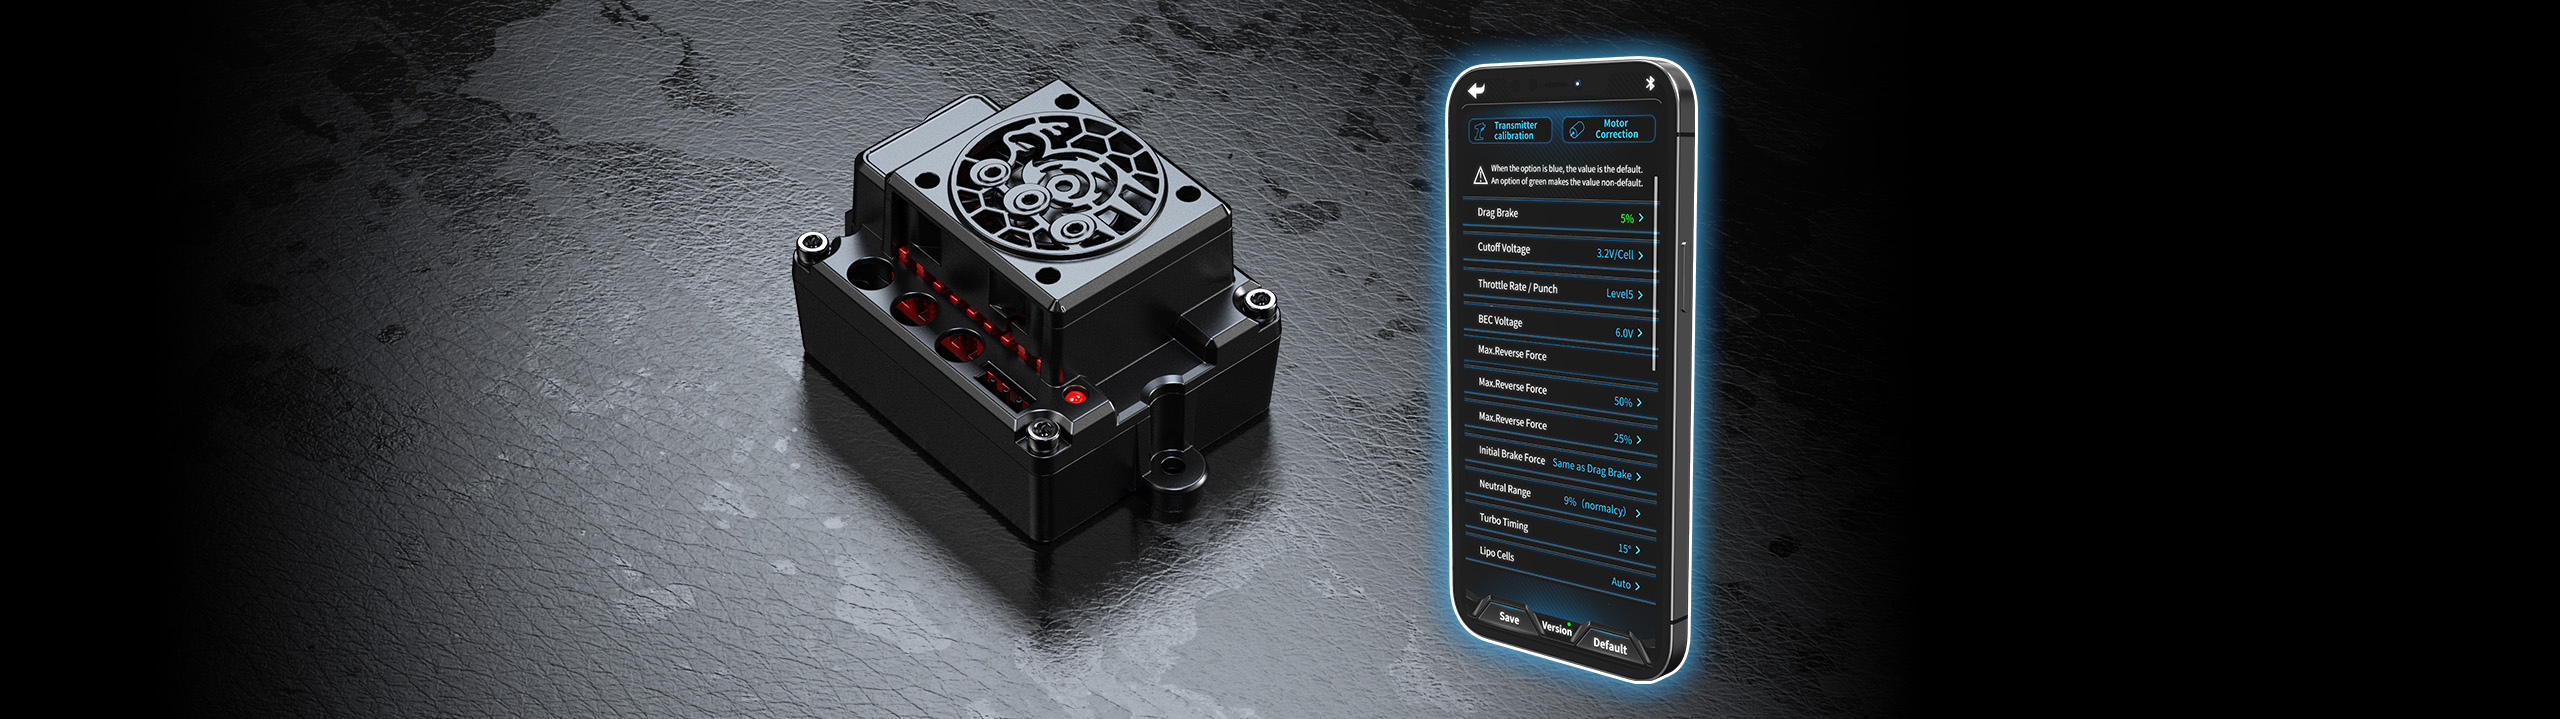 Transmitter
calibration
Motor
Correction
When the option is blue, the value is the default.
An option of green makes the value non-default.
Drag Brake 5%
Cutoff Voltage 3.2V/Cell
Throttle Rate / Punch Level5
BEC Voltage 6.0V
Max.Reverse Force
Max.Reverse Force 50%
Max.Reverse Force 25%
Initial Brake Force Same as Drag Brake
Neutral Range 9% (normalcy)
Turbo Timing 15°
Lipo Cells Auto
Save Version Default